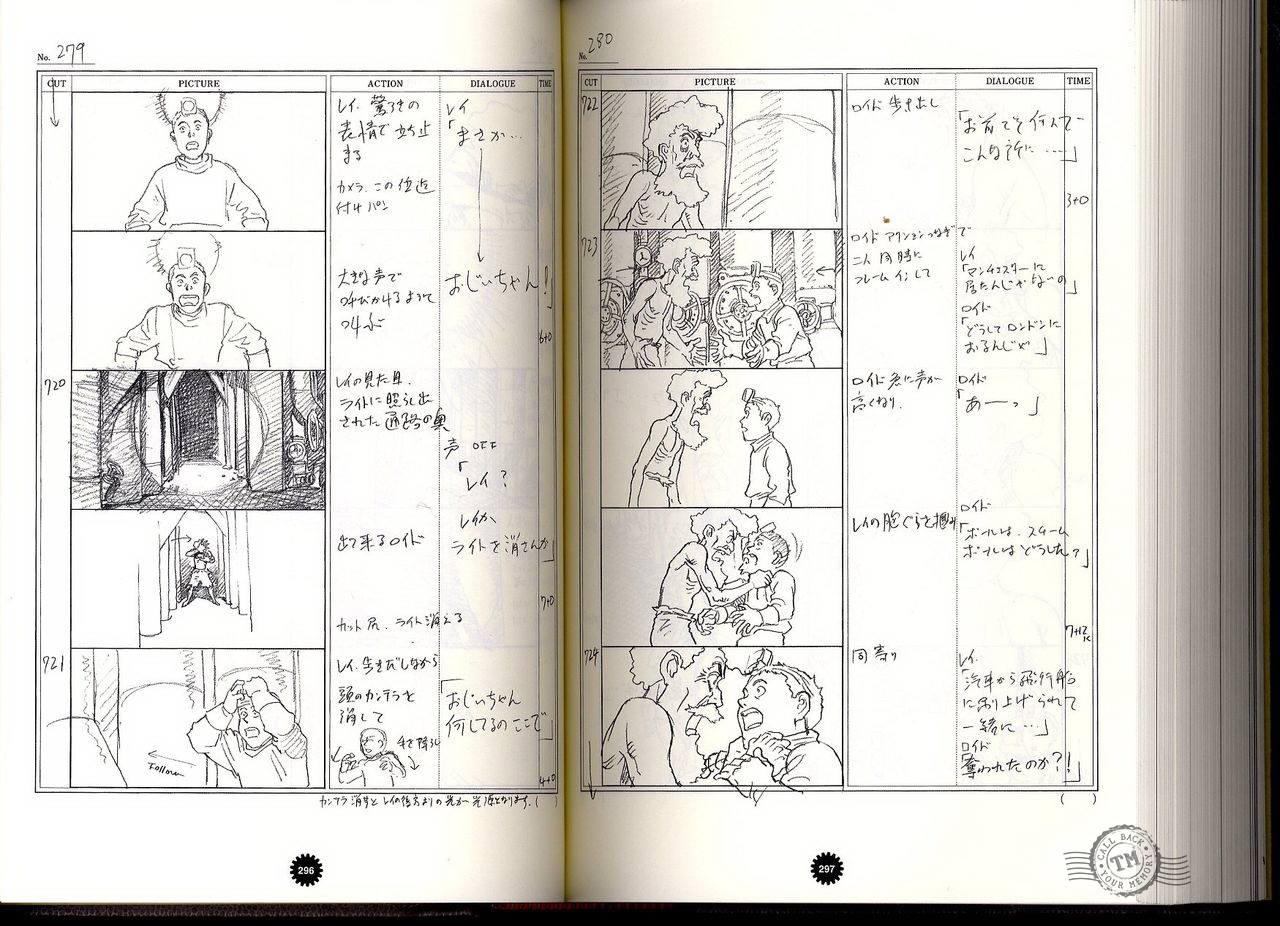 No. 279
CUT PICTURE ACTION DIALOGUE TIME
レイ、驚きの
表情で立ち止
まる
カメラ、この位置
付け パン
レイ
「まさか…
大きな声で
呼びかけるように
叫ぶ
おじいちゃん!」
6+0
720
レイの見た目、
ライトに照らし出
された通路の奥
声 OFF
「レイ?
出て来るロイド
レイか、
ライトを消さんか」
7+0
カット尻、ライト消える
721
Follow
レイ、歩きだしながら
頭のカンテラを
消して
手を降ろし
「おじいちゃん
何してるの ここで」
4+0
カンテラ消すと レイの後方よりの光が 光源となります。( )
296
No. 280
CUT PICTURE ACTION DIALOGUE TIME
722
ロイド 歩き出し
「お前こそ何んで
こんな所に……」
3+0
723
ロイド アクションつなぎで
二人同時に
フレームインして
レイ
「マンチェスターに
居たんじゃないの」
ロイド
「どうしてロンドンに
おるんじゃ」
ロイド 急に声が
高くなり、
ロイド
「あーっ」
レイの胸ぐらを掴み
ロイド
「ボールは、スチーム
ボールはどうした?」
7+12
724
同寄り
レイ、
「汽車から飛行船
に吊り上げられて
一緒に…」
ロイド
「奪われたのか?!」
( )
297
CALL BACK
TM
YOUR MEMORY